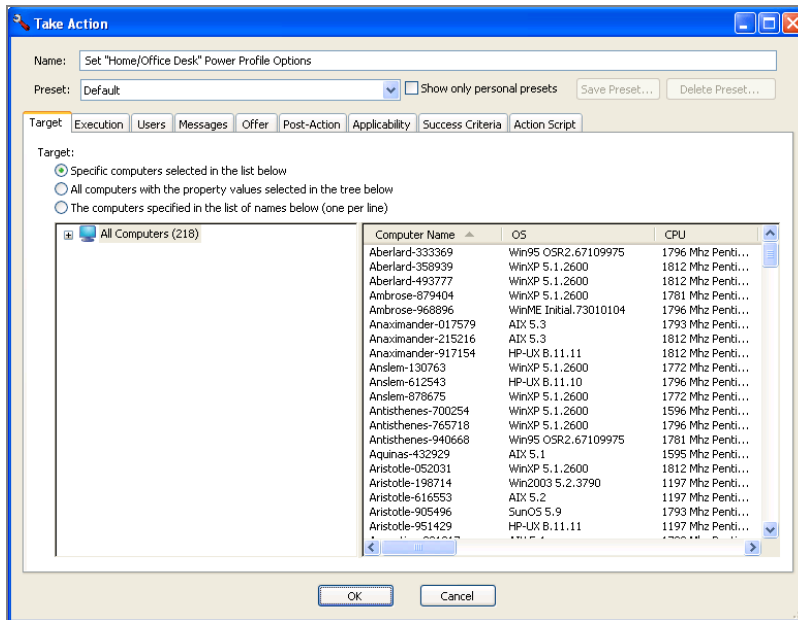 Take Action
Name: Set "Home/Office Desk" Power Profile Options
Preset: Default Show only personal presets Save Preset... Delete Preset...
Target Execution Users Messages Offer Post-Action Applicability Success Criteria Action Script
Target:
Specific computers selected in the list below
All computers with the property values selected in the tree below
The computers specified in the list of names below (one per line)
All Computers (218)
Computer Name OS CPU
Aberlard-333369 Win95 OSR2.67109975 1796 Mhz Penti...
Aberlard-358939 WinXP 5.1.2600 1812 Mhz Penti...
Aberlard-493777 WinXP 5.1.2600 1812 Mhz Penti...
Ambrose-879404 WinXP 5.1.2600 1781 Mhz Penti...
Ambrose-968896 WinME Initial.73010104 1796 Mhz Penti...
Anaximander-017579 AIX 5.3 1793 Mhz Penti...
Anaximander-215216 AIX 5.3 1812 Mhz Penti...
Anaximander-917154 HP-UX B.11.11 1812 Mhz Penti...
Anslem-130763 WinXP 5.1.2600 1772 Mhz Penti...
Anslem-612543 HP-UX B.11.10 1796 Mhz Penti...
Anslem-878675 WinXP 5.1.2600 1772 Mhz Penti...
Antisthenes-700254 WinXP 5.1.2600 1596 Mhz Penti...
Antisthenes-765718 WinXP 5.1.2600 1796 Mhz Penti...
Antisthenes-940668 Win95 OSR2.67109975 1781 Mhz Penti...
Aquinas-432929 AIX 5.1 1595 Mhz Penti...
Aristotle-052031 WinXP 5.1.2600 1812 Mhz Penti...
Aristotle-198714 Win2003 5.2.3790 1197 Mhz Penti...
Aristotle-616553 AIX 5.2 1197 Mhz Penti...
Aristotle-905496 SunOS 5.9 1793 Mhz Penti...
Aristotle-951429 HP-UX B.11.11 1197 Mhz Penti...
OK Cancel